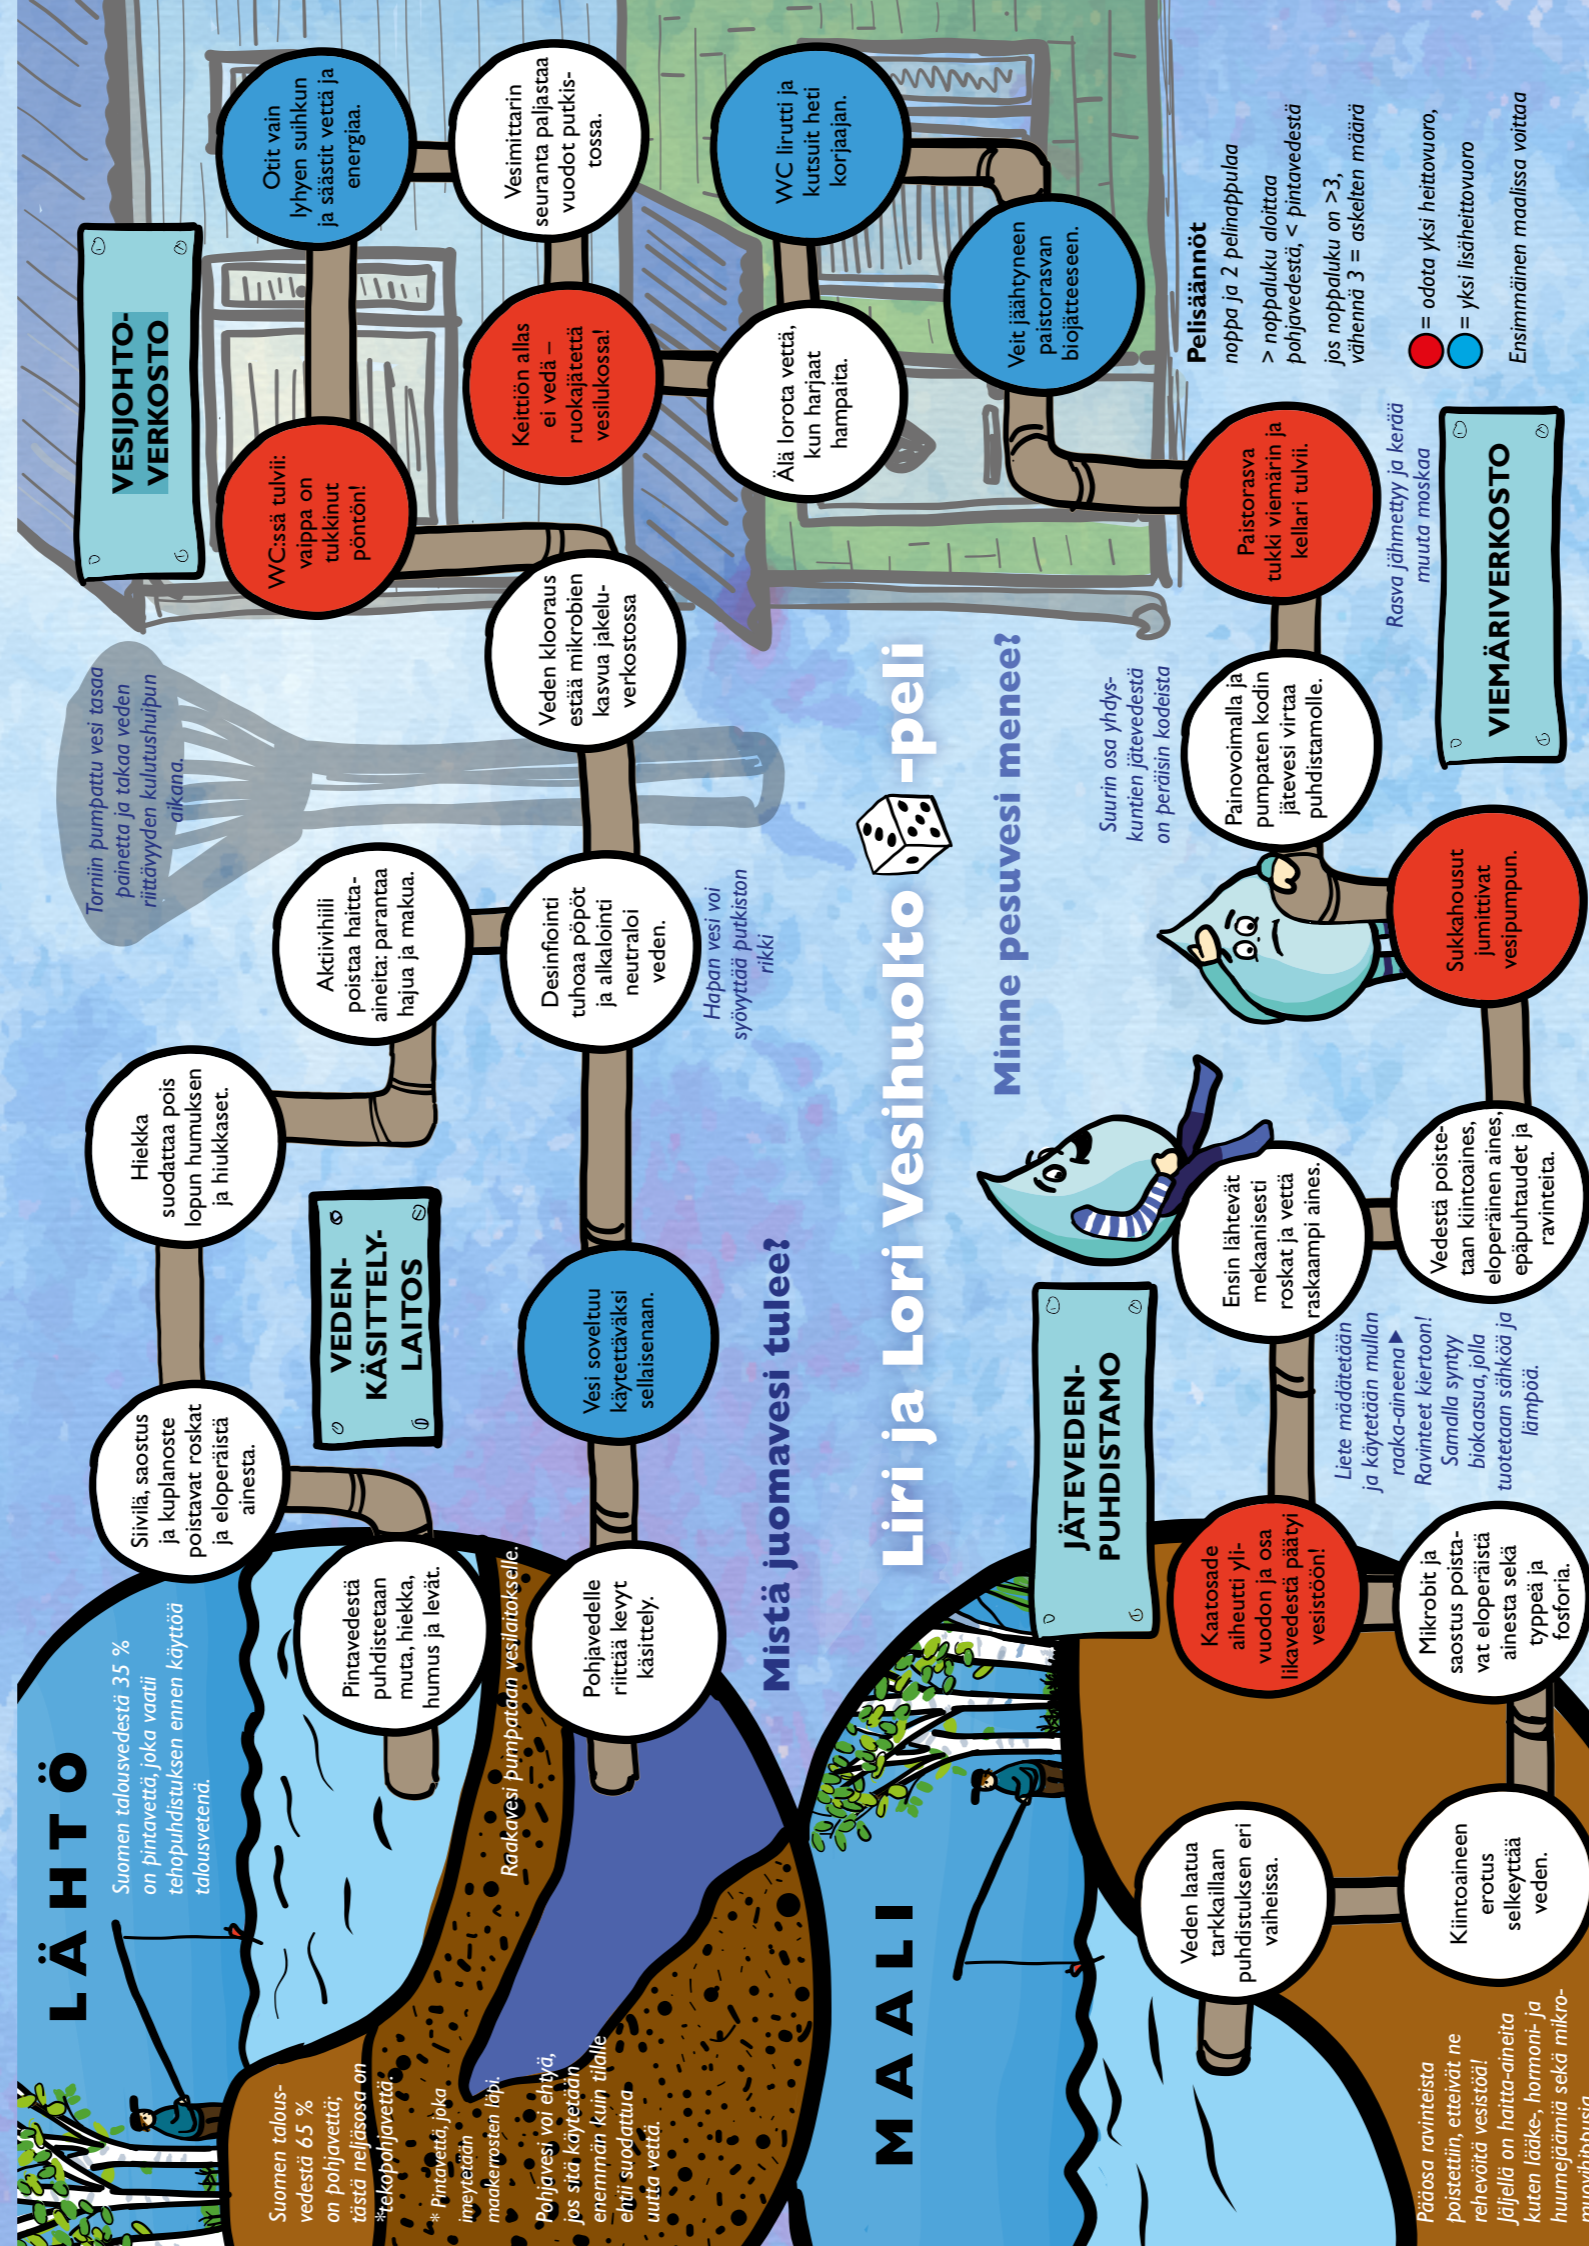 LÄHTÖ
Suomen talousvedestä 35 %
on pintavettä, joka vaatii
tehopuhdistuksen ennen käyttöä
talousvetenä.
Suomen talous-
vedestä 65 %
on pohjavettä;
tästä neljäsosa on
*tekopohjavettä.
* Pintavettä, joka
imeytetään
maakerrosten läpi.
Pohjavesi voi ehtyä,
jos sitä käytetään
enemmän kuin tilalle
ehtii suodattua
uutta vettä.
Raakavesi pumpataan vesilaitokselle.
Pintavedestä
puhdistetaan
muta, hiekka,
humus ja levät.
Siivilä, saostus
ja kuplanoste
poistavat roskat
ja eloperäistä
ainesta.
VEDEN-
KÄSITTELY-
LAITOS
Hiekka
suodattaa pois
lopun humuksen
ja hiukkaset.
Aktiivihiili
poistaa haitta-
aineita: parantaa
hajua ja makua.
Pohjavedelle
riittää kevyt
käsittely.
Vesi soveltuu
käytettäväksi
sellaisenaan.
Desinfiointi
tuhoaa pöpöt
ja alkalointi
neutraloi
veden.
Hapan vesi voi
syövyttää putkiston
rikki
Torniin pumpattu vesi tasaa
painetta ja takaa veden
riittävyyden kulutushuipun
aikana.
Veden klooraus
estää mikrobien
kasvua jakelu-
verkostossa
VESIJOHTO-
VERKOSTO
WC:ssä tulvii:
vaippa on
tukkinut
pöntön!
Otit vain
lyhyen suihkun
ja säästit vettä ja
energiaa.
Vesimittarin
seuranta paljastaa
vuodot putkis-
tossa.
Keittiön allas
ei vedä –
ruokajätettä
vesilukossa!
Älä lorota vettä,
kun harjaat
hampaita.
WC lirutti ja
kutsuit heti
korjaajan.
Veit jäähtyneen
paistorasvan
biojätteeseen.
Mistä juomavesi tulee?
Liri ja Lori Vesihuolto -peli
Minne pesuvesi menee?
Pelisäännöt
noppa ja 2 pelinappulaa
> noppaluku aloittaa
pohjavedestä, < pintavedestä
jos noppaluku on >3,
vähennä 3 = askelten määrä
= odota yksi heittovuoro,
= yksi lisäheittovuoro
Ensimmäinen maalissa voittaa
Paistorasva
tukki viemärin ja
kellari tulvii.
Rasva jähmettyy ja kerää
muuta moskaa
VIEMÄRIVERKOSTO
Suurin osa yhdys-
kuntien jätevedestä
on peräisin kodeista
Painovoimalla ja
pumpaten kodin
jätevesi virtaa
puhdistamolle.
Sukkahousut
jumittivat
vesipumpun.
Vedestä poiste-
taan kiintoaines,
eloperäinen aines,
epäpuhtaudet ja
ravinteita.
Ensin lähtevät
mekaanisesti
roskat ja vettä
raskaampi aines.
JÄTEVEDEN-
PUHDISTAMO
Liete mädätetään
ja käytetään mullan
raaka-aineena ▶
Ravinteet kiertoon!
Samalla syntyy
biokaasua, jolla
tuotetaan sähköä ja
lämpöä.
Kaatosade
aiheutti yli-
vuodon ja osa
likavedestä päätyi
vesistöön!
Mikrobit ja
saostus poista-
vat eloperäistä
ainesta sekä
typpeä ja
fosforia.
Kiintoaineen
erotus
selkeyttää
veden.
Veden laatua
tarkkaillaan
puhdistuksen eri
vaiheissa.
MAALI
Pääosa ravinteista
poistettiin, etteivät ne
rehevöitä vesistöä!
Jäljellä on haitta-aineita
kuten lääke-, hormoni- ja
huumejäämiä sekä mikro-